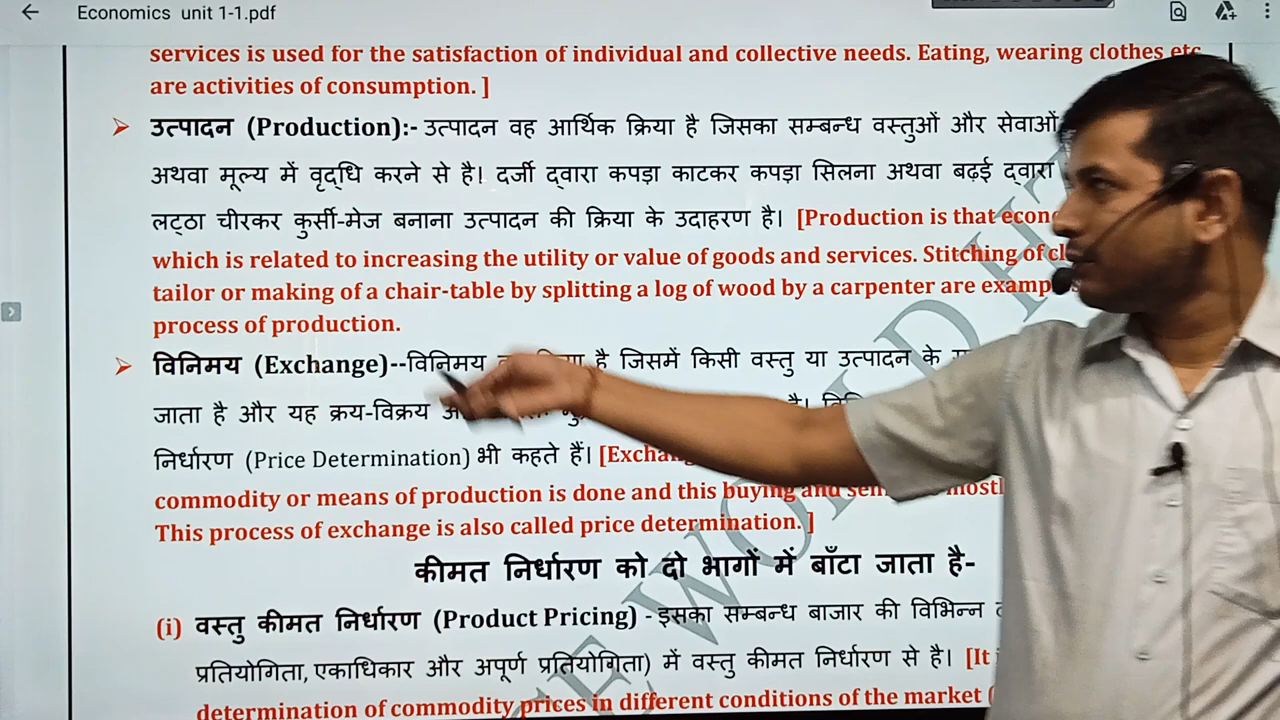 Economics unit 1-1.pdf
services is used for the satisfaction of individual and collective needs. Eating, wearing clothes etc
are activities of consumption. ]
➤ उत्पादन (Production):- उत्पादन वह आर्थिक क्रिया है जिसका सम्बन्ध वस्तुओं और सेवाओं
अथवा मूल्य में वृद्धि करने से है। दर्जी द्वारा कपड़ा काटकर कपड़ा सिलना अथवा बढ़ई द्वारा
लट्ठा चीरकर कुर्सी-मेज बनाना उत्पादन की क्रिया के उदाहरण है। [Production is that
which is related to increasing the utility or value of goods and services. Stitching of
tailor or making of a chair-table by splitting a log of wood by a carpenter are
process of production.
➤ विनिमय (Exchange)--विनिमय है जिसमें किसी वस्तु या उत्पादन के
जाता है और यह क्रय-विक्रय
निर्धारण (Price Determination) भी कहते हैं।
commodity or means of production is done and this buying and
This process of exchange is also called price determination. ]
कीमत निर्धारण को दो भागों में बाँटा जाता है-
(i) वस्तु कीमत निर्धारण (Product Pricing) - इसका सम्बन्ध बाजार की विभिन्न
प्रतियोगिता, एकाधिकार और अपूर्ण प्रतियोगिता) में वस्तु कीमत निर्धारण से है। [It
determination of commodity prices in different conditions of the market (